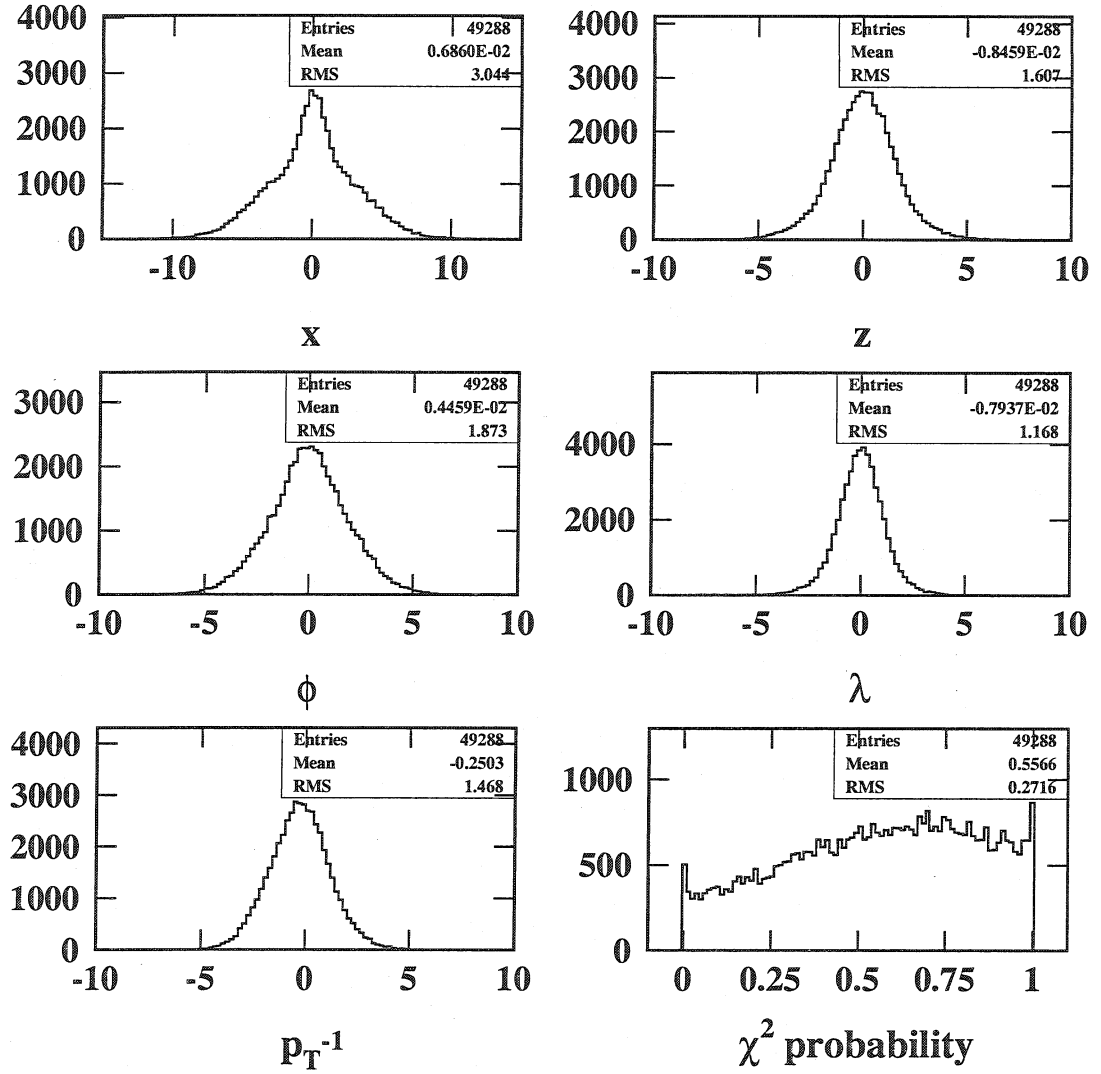 4000
3000
2000
1000
0
Entries 49288
Mean 0.6860E-02
RMS 3.044
-10 0 10
x
4000
3000
2000
1000
0
Entries 49288
Mean -0.8459E-02
RMS 1.607
-10 -5 0 5 10
z
3000
2000
1000
0
Entries 49288
Mean 0.4459E-02
RMS 1.873
-10 -5 0 5 10
ϕ
4000
2000
0
Entries 49288
Mean -0.7937E-02
RMS 1.168
-10 -5 0 5 10
λ
4000
3000
2000
1000
0
Entries 49288
Mean -0.2503
RMS 1.468
-10 -5 0 5 10
p_T^-1
1000
500
0
Entries 49288
Mean 0.5566
RMS 0.2716
0 0.25 0.5 0.75 1
χ² probability